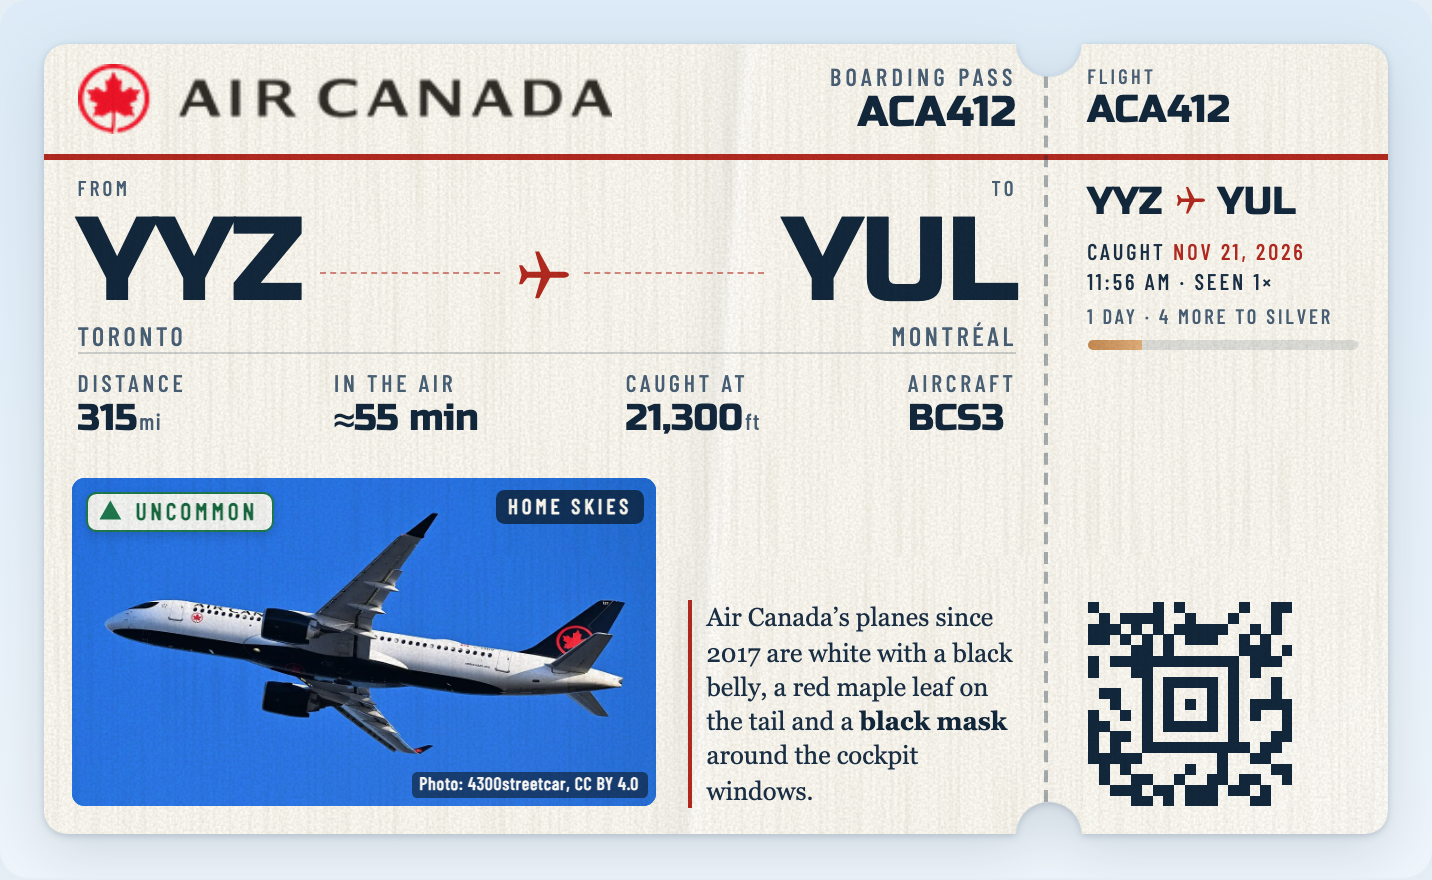 AIR CANADA
BOARDING PASS
ACA412
FLIGHT
ACA412
FROM
YYZ
TORONTO
TO
YUL
MONTRÉAL
YYZ YUL
CAUGHT NOV 21, 2026
11:56 AM · SEEN 1×
1 DAY · 4 MORE TO SILVER
DISTANCE
315mi
IN THE AIR
≈55 min
CAUGHT AT
21,300ft
AIRCRAFT
BCS3
UNCOMMON
HOME SKIES
AIR CAN
Photo: 4300streetcar, CC BY 4.0
Air Canada’s planes since
2017 are white with a black
belly, a red maple leaf on
the tail and a black mask
around the cockpit
windows.